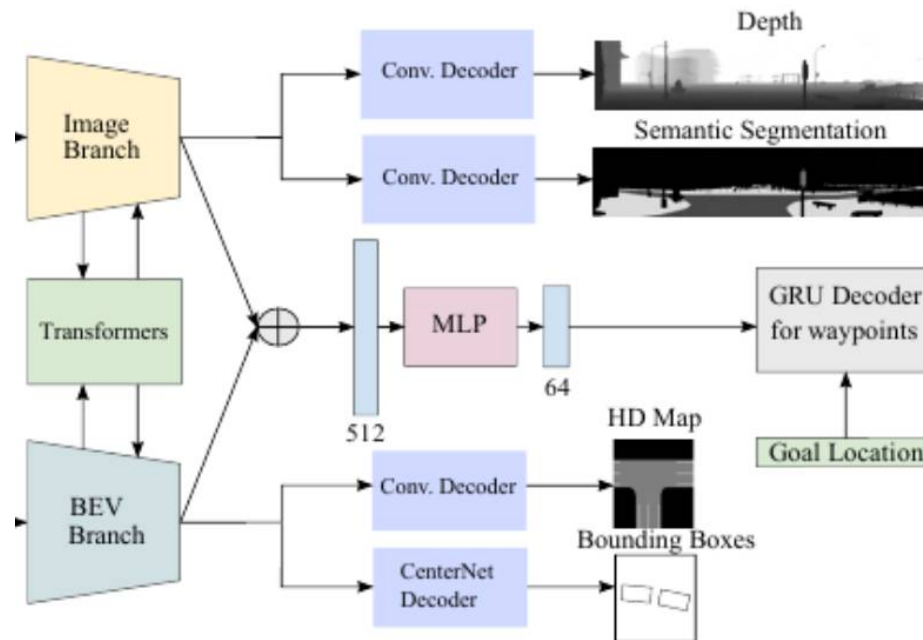 Depth
Image
Branch
Conv. Decoder
Semantic Segmentation
Conv. Decoder
Transformers
MLP
GRU Decoder
for waypoints
512
64
HD Map
Goal Location
BEV
Branch
Conv. Decoder
Bounding Boxes
CenterNet
Decoder